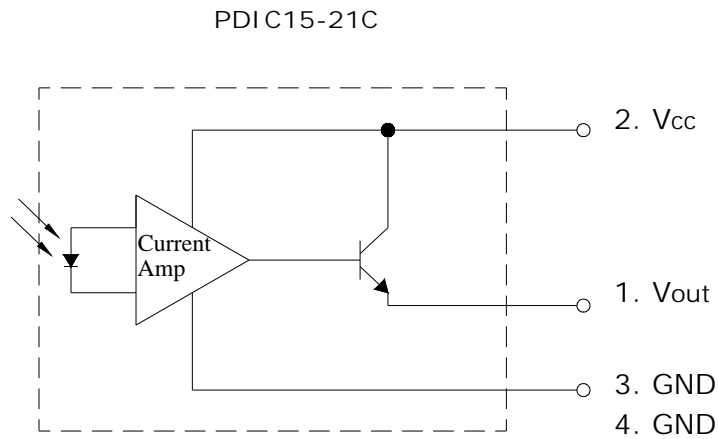 PDIC15-21C
2. Vcc
Current
Amp
1. Vout
3. GND
4. GND